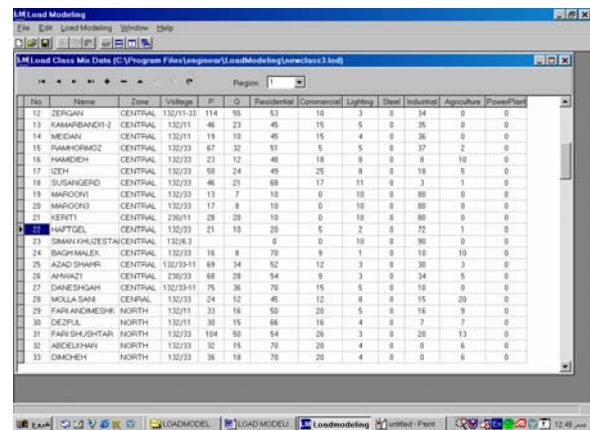 LM Load Modeling
File Edit Load Modeling Window Help
LM Load Class Mix Data (C:\Program Files\enginear\LoadModeling\newclass3.lod)
Region 1
No. Name Zone Voltage P Q Residential Commercial Lighting Steel Industrial Agriculture PowerPlant
12 ZERGAN CENTRAL 132/11-33 114 55 53 10 3 0 34 0 0
13 KAMARBANDI1-2 CENTRAL 132/11 46 23 45 15 5 0 35 0 0
14 MEIDAN CENTRAL 132/11 19 10 45 15 4 0 36 0 0
15 RAMHORMOZ CENTRAL 132/33 67 32 51 5 5 0 37 2 0
16 HAMIDIEH CENTRAL 132/33 23 12 48 18 8 0 8 10 0
17 IZEH CENTRAL 132/33 50 24 49 25 8 0 18 5 0
18 SUSANGERD CENTRAL 132/33 46 21 68 17 11 0 3 1 0
19 MAROON1 CENTRAL 132/33 13 7 10 0 10 0 80 0 0
20 MAROON3 CENTRAL 132/33 17 8 10 0 10 0 80 0 0
21 KERIT1 CENTRAL 230/11 28 20 10 0 10 0 80 0 0
22 HAFTGEL CENTRAL 132/33 21 10 20 5 2 0 72 1 0
23 SIMAN KHUZESTA CENTRAL 132/6.3 0 0 10 0 90 0 0
24 BAGH MALEK CENTRAL 132/33 16 8 70 9 1 0 10 10 0
25 AZAD SHAHR CENTRAL 132/33-11 69 34 52 12 3 0 30 3 0
26 AHWAZ1 CENTRAL 230/33 68 28 54 9 3 0 34 5 0
27 DANESHGAH CENTRAL 132/33-11 75 36 70 15 5 0 10 0 0
28 MOLLA SANI CENRAL 132/33 24 12 45 12 8 0 15 20 0
29 FARI ANDIMESHK NORTH 132/11 33 16 50 20 5 0 16 9 0
30 DEZFUL NORTH 132/11 30 15 66 16 4 0 7 7 0
31 FARI SHUSHTAR NORTH 132/33 104 50 54 26 3 0 20 13 0
32 ABDELKHAN NORTH 132/33 32 15 70 20 4 0 0 6 0
33 DIMCHEH NORTH 132/33 36 18 70 20 4 0 0 6 0
LOADMODEL LOAD MODELI... Loadmodeling untitled - Paint 12:48